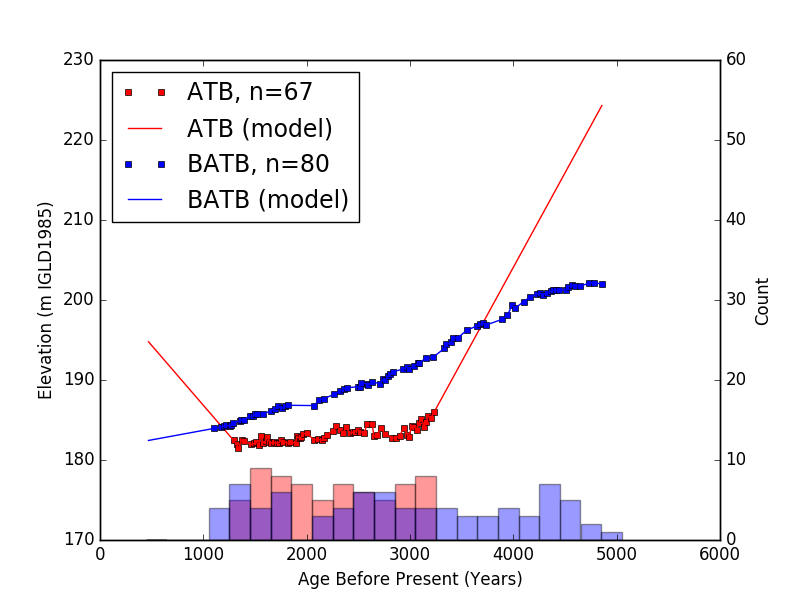 230
220
210
200
190
180
170
60
50
40
30
20
10
0
ATB, n=67
ATB (model)
BATB, n=80
BATB (model)
Elevation (m IGLD1985)
Count
0 1000 2000 3000 4000 5000 6000
Age Before Present (Years)